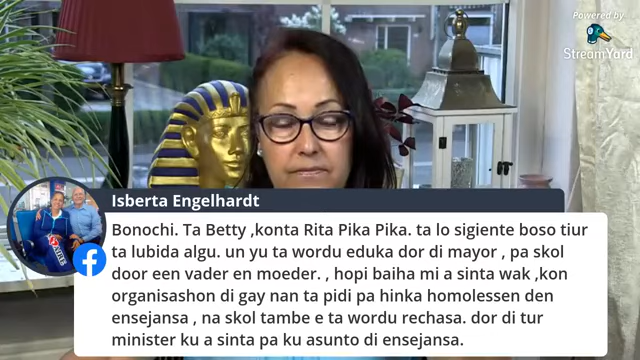 Powered by
StreamYard
Isberta Engelhardt
Bonochi. Ta Betty ,konta Rita Pika Pika. ta lo sigiente boso tiur
ta lubida algu. un yu ta wordu eduka dor di mayor , pa skol
door een vader en moeder. , hopi baiha mi a sinta wak ,kon
organisashon di gay nan ta pidi pa hinka homolessen den
ensejansa , na skol tambe e ta wordu rechasa. dor di tur
minister ku a sinta pa ku asunto di ensejansa.